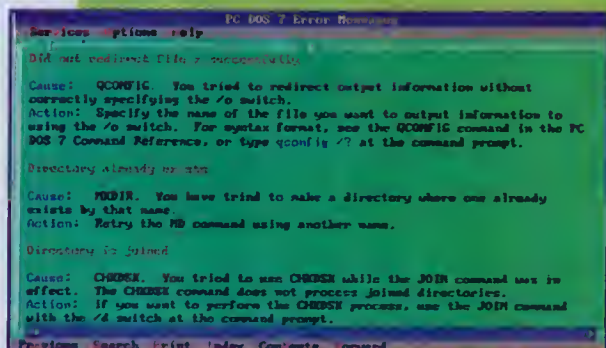 PC DOS 7 Error Messages
Services Options Help
Did not redirect file x successfully
Cause: QCONFIG. You tried to redirect output information without
correctly specifying the /o switch.
Action: Specify the name of the file you want to output information to
using the /o switch. For syntax format, see the QCONFIG command in the PC
DOS 7 Command Reference, or type qconfig /? at the command prompt.
Directory already exists
Cause: MKDIR. You have tried to make a directory where one already
exists by that name.
Action: Retry the MD command using another name.
Directory is joined
Cause: CHKDSK. You tried to use CHKDSK while the JOIN command was in
effect. The CHKDSK command does not process joined directories.
Action: If you want to perform the CHKDSK process, use the JOIN command
with the /d switch at the command prompt.
Previous Search Print Index Contents Forward